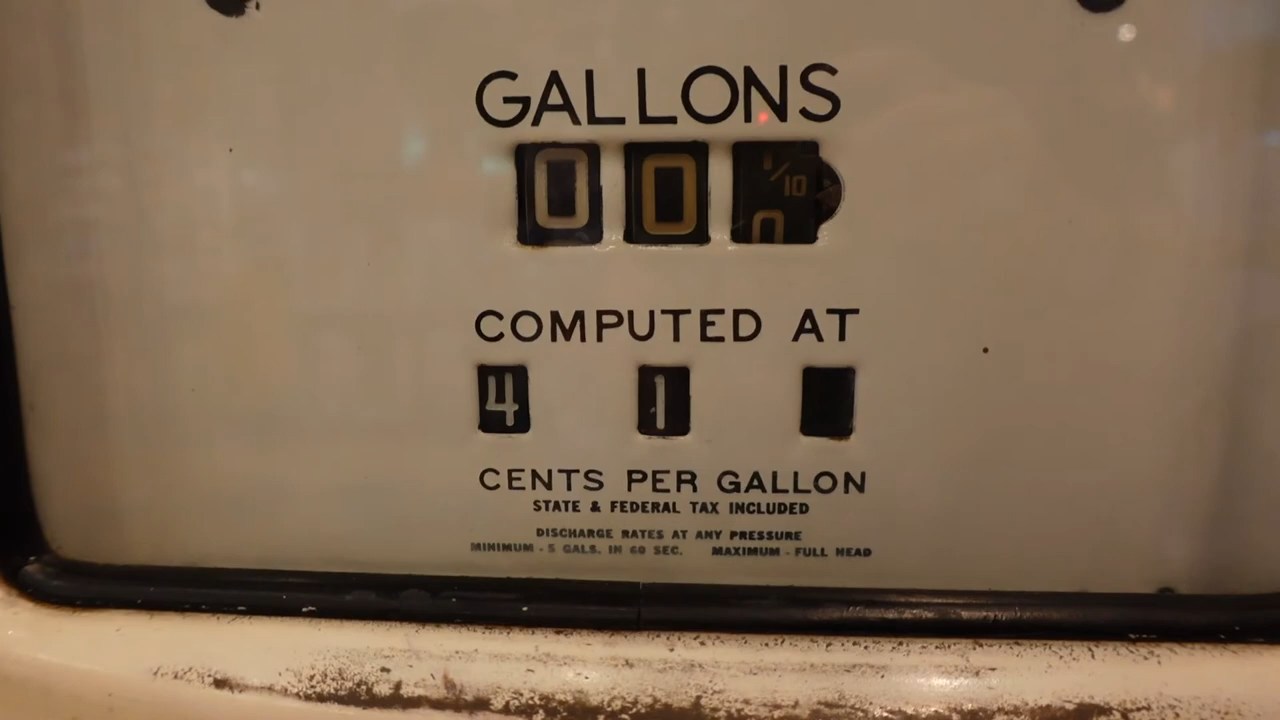 GALLONS
0 0 1/10 0
COMPUTED AT
4 1
CENTS PER GALLON
STATE & FEDERAL TAX INCLUDED
DISCHARGE RATES AT ANY PRESSURE
MINIMUM - 5 GALS. IN 60 SEC. MAXIMUM - FULL HEAD